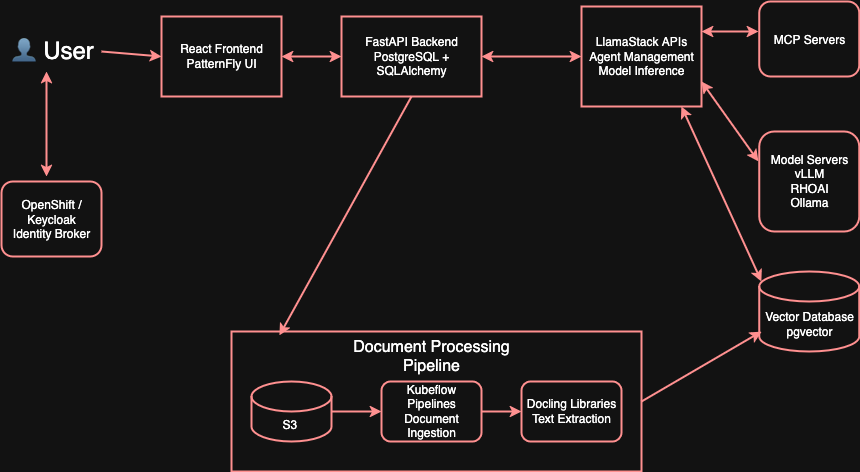 User
React Frontend
PatternFly UI
FastAPI Backend
PostgreSQL +
SQLAlchemy
LlamaStack APIs
Agent Management
Model Inference
MCP Servers
Model Servers
vLLM
RHOAI
Ollama
OpenShift /
Keycloak
Identity Broker
Vector Database
pgvector
Document Processing
Pipeline
S3
Kubeflow
Pipelines
Document
Ingestion
Docling Libraries
Text Extraction